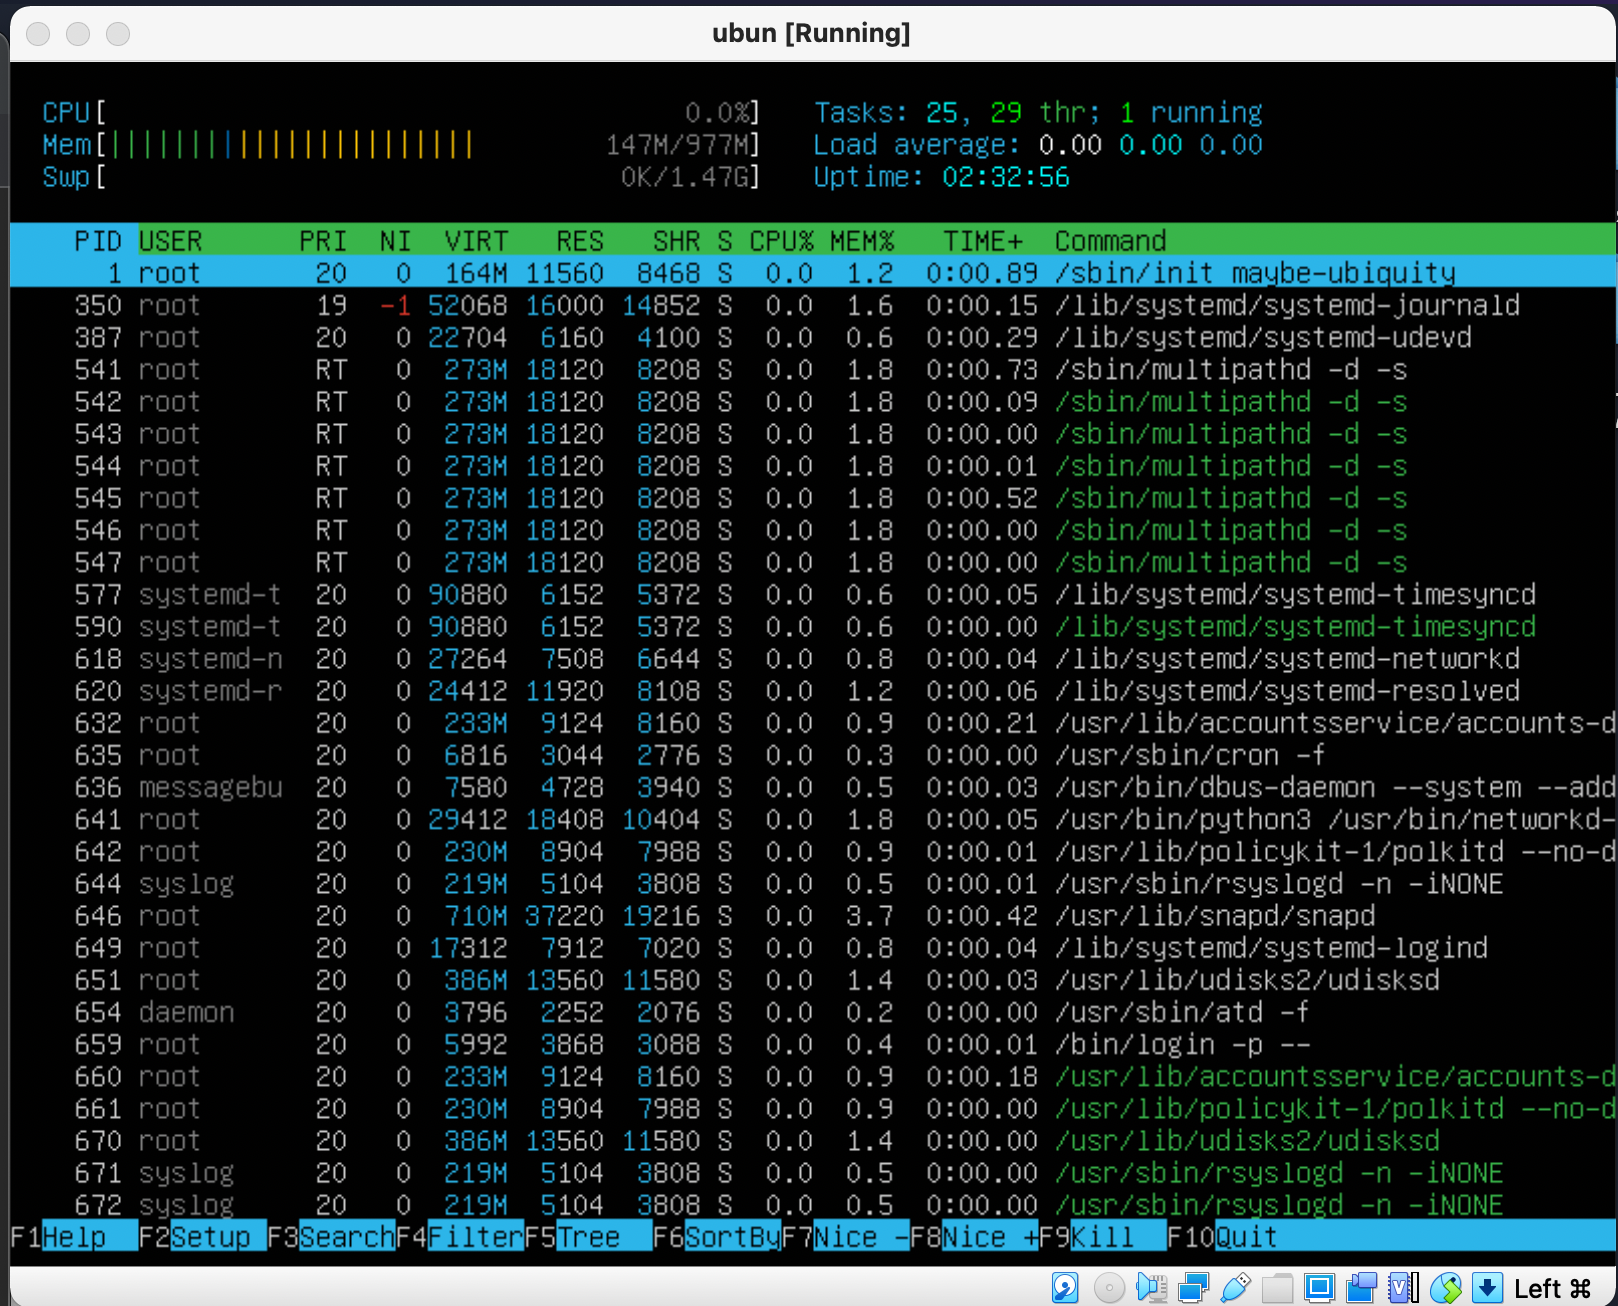 ubun [Running]
CPU[ 0.0%] Tasks: 25, 29 thr; 1 running
Mem[||||||||||||||||||||||| 147M/977M] Load average: 0.00 0.00 0.00
Swp[ 0K/1.47G] Uptime: 02:32:56
PID USER PRI NI VIRT RES SHR S CPU% MEM% TIME+ Command
1 root 20 0 164M 11560 8468 S 0.0 1.2 0:00.89 /sbin/init maybe-ubiquity
350 root 19 -1 52068 16000 14852 S 0.0 1.6 0:00.15 /lib/systemd/systemd-journald
387 root 20 0 22704 6160 4100 S 0.0 0.6 0:00.29 /lib/systemd/systemd-udevd
541 root RT 0 273M 18120 8208 S 0.0 1.8 0:00.73 /sbin/multipathd -d -s
542 root RT 0 273M 18120 8208 S 0.0 1.8 0:00.09 /sbin/multipathd -d -s
543 root RT 0 273M 18120 8208 S 0.0 1.8 0:00.00 /sbin/multipathd -d -s
544 root RT 0 273M 18120 8208 S 0.0 1.8 0:00.01 /sbin/multipathd -d -s
545 root RT 0 273M 18120 8208 S 0.0 1.8 0:00.52 /sbin/multipathd -d -s
546 root RT 0 273M 18120 8208 S 0.0 1.8 0:00.00 /sbin/multipathd -d -s
547 root RT 0 273M 18120 8208 S 0.0 1.8 0:00.00 /sbin/multipathd -d -s
577 systemd-t 20 0 90880 6152 5372 S 0.0 0.6 0:00.05 /lib/systemd/systemd-timesyncd
590 systemd-t 20 0 90880 6152 5372 S 0.0 0.6 0:00.00 /lib/systemd/systemd-timesyncd
618 systemd-n 20 0 27264 7508 6644 S 0.0 0.8 0:00.04 /lib/systemd/systemd-networkd
620 systemd-r 20 0 24412 11920 8108 S 0.0 1.2 0:00.06 /lib/systemd/systemd-resolved
632 root 20 0 233M 9124 8160 S 0.0 0.9 0:00.21 /usr/lib/accountsservice/accounts-d
635 root 20 0 6816 3044 2776 S 0.0 0.3 0:00.00 /usr/sbin/cron -f
636 messagebu 20 0 7580 4728 3940 S 0.0 0.5 0:00.03 /usr/bin/dbus-daemon --system --add
641 root 20 0 29412 18408 10404 S 0.0 1.8 0:00.05 /usr/bin/python3 /usr/bin/networkd-
642 root 20 0 230M 8904 7988 S 0.0 0.9 0:00.01 /usr/lib/policykit-1/polkitd --no-d
644 syslog 20 0 219M 5104 3808 S 0.0 0.5 0:00.01 /usr/sbin/rsyslogd -n -iNONE
646 root 20 0 710M 37220 19216 S 0.0 3.7 0:00.42 /usr/lib/snapd/snapd
649 root 20 0 17312 7912 7020 S 0.0 0.8 0:00.04 /lib/systemd/systemd-logind
651 root 20 0 386M 13560 11580 S 0.0 1.4 0:00.03 /usr/lib/udisks2/udisksd
654 daemon 20 0 3796 2252 2076 S 0.0 0.2 0:00.00 /usr/sbin/atd -f
659 root 20 0 5992 3868 3088 S 0.0 0.4 0:00.01 /bin/login -p --
660 root 20 0 233M 9124 8160 S 0.0 0.9 0:00.18 /usr/lib/accountsservice/accounts-d
661 root 20 0 230M 8904 7988 S 0.0 0.9 0:00.00 /usr/lib/policykit-1/polkitd --no-d
670 root 20 0 386M 13560 11580 S 0.0 1.4 0:00.00 /usr/lib/udisks2/udisksd
671 syslog 20 0 219M 5104 3808 S 0.0 0.5 0:00.00 /usr/sbin/rsyslogd -n -iNONE
672 syslog 20 0 219M 5104 3808 S 0.0 0.5 0:00.00 /usr/sbin/rsyslogd -n -iNONE
F1Help F2Setup F3SearchF4FilterF5Tree F6SortByF7Nice -F8Nice +F9Kill F10Quit
Left ⌘